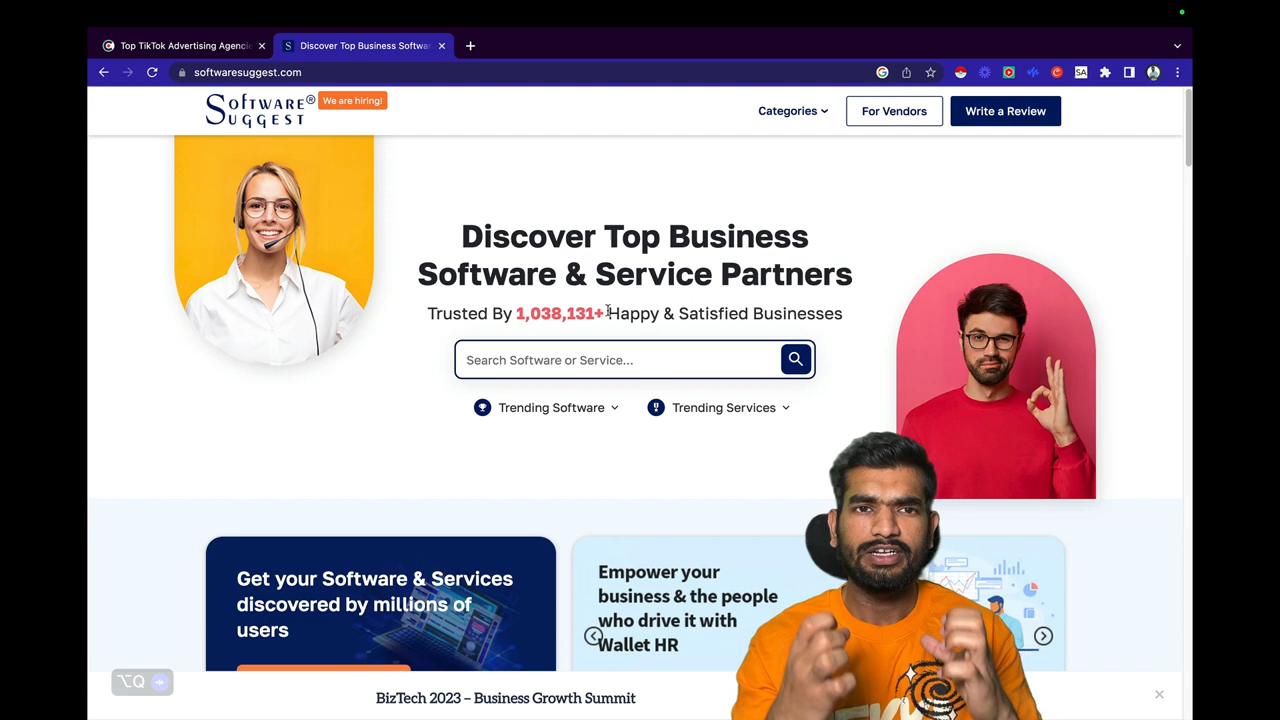 Top TikTok Advertising Agencie
Discover Top Business Softwar
softwaresuggest.com
SA
SOFTWARE®
SUGGEST
We are hiring!
Categories
For Vendors
Write a Review
Discover Top Business
Software & Service Partners
Trusted By 1,038,131+ Happy & Satisfied Businesses
Search Software or Service...
Trending Software
Trending Services
Get your Software & Services
discovered by millions of
users
Empower your
business & the people
who drive it with
Wallet HR
⌥Q
BizTech 2023 – Business Growth Summit